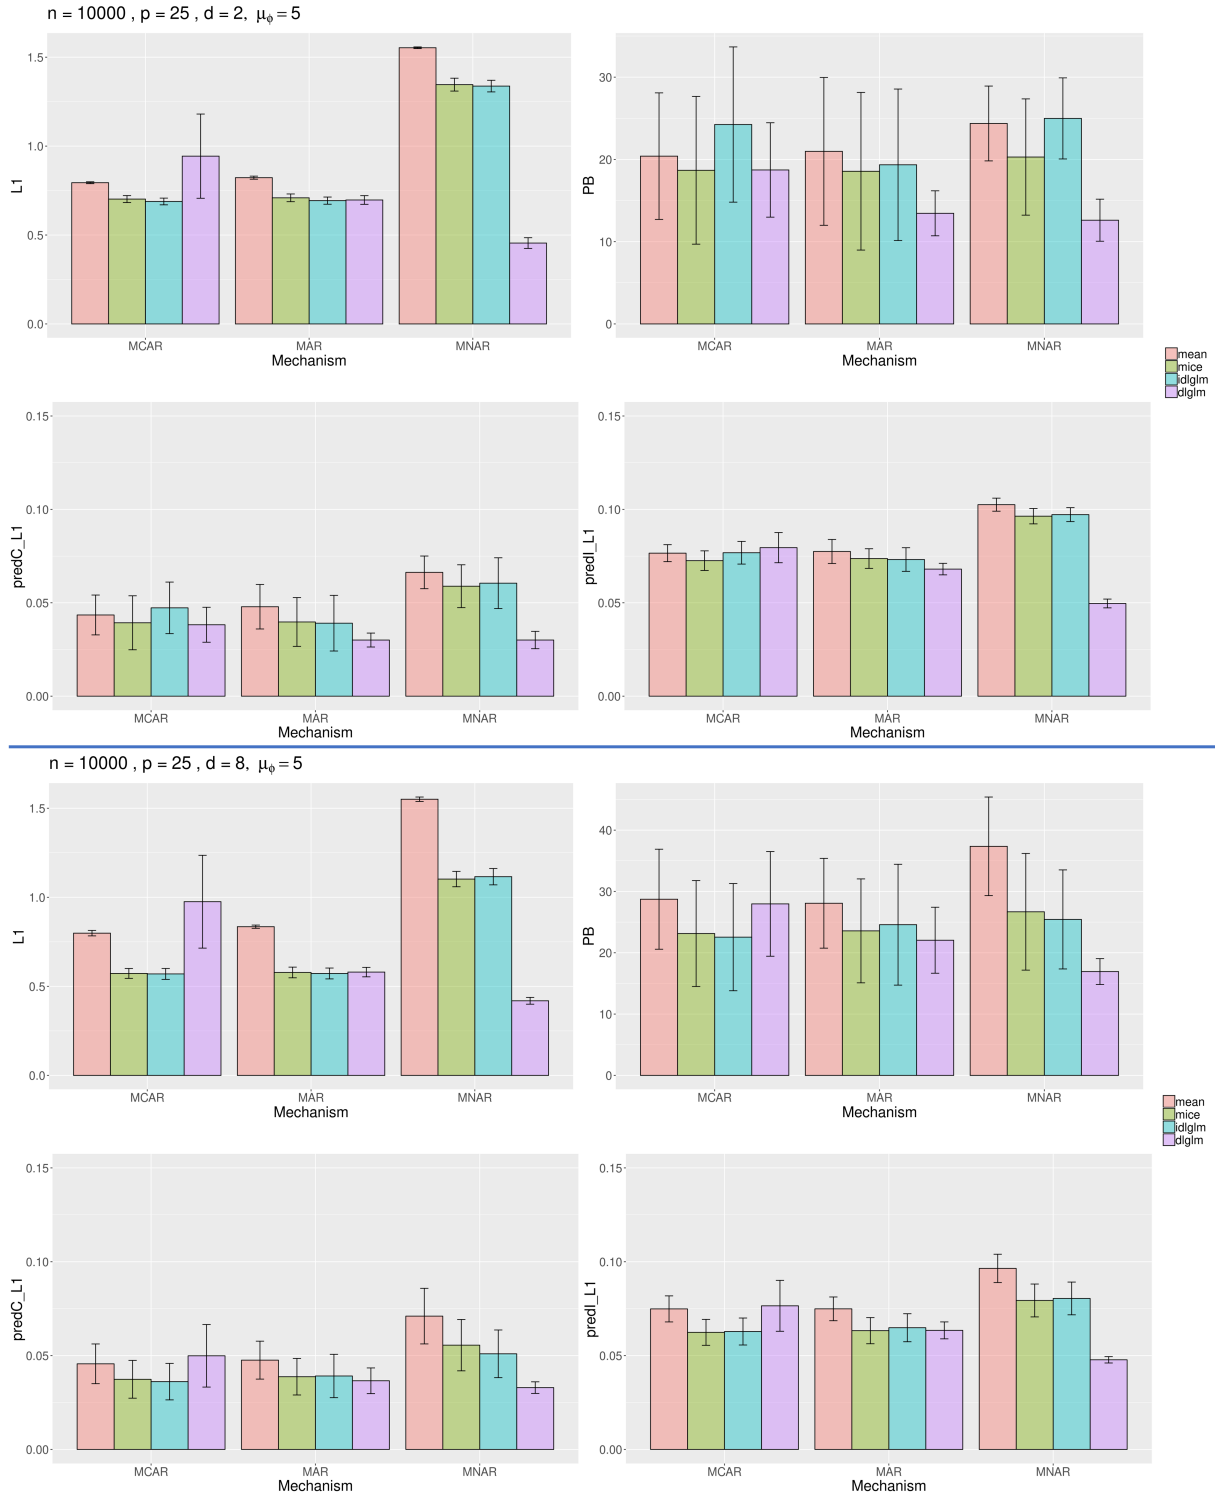 n = 10000 , p = 25 , d = 2, μϕ = 5
L1
1.5
1.0
0.5
0.0
MCAR
MAR
MNAR
Mechanism
PB
30
20
10
0
MCAR
MAR
MNAR
Mechanism
mean
mice
idlglm
dlglm
predC_L1
0.15
0.10
0.05
0.00
MCAR
MAR
MNAR
Mechanism
predI_L1
0.15
0.10
0.05
0.00
MCAR
MAR
MNAR
Mechanism
n = 10000 , p = 25 , d = 8, μϕ = 5
L1
1.5
1.0
0.5
0.0
MCAR
MAR
MNAR
Mechanism
PB
40
30
20
10
0
MCAR
MAR
MNAR
Mechanism
mean
mice
idlglm
dlglm
predC_L1
0.15
0.10
0.05
0.00
MCAR
MAR
MNAR
Mechanism
predI_L1
0.15
0.10
0.05
0.00
MCAR
MAR
MNAR
Mechanism